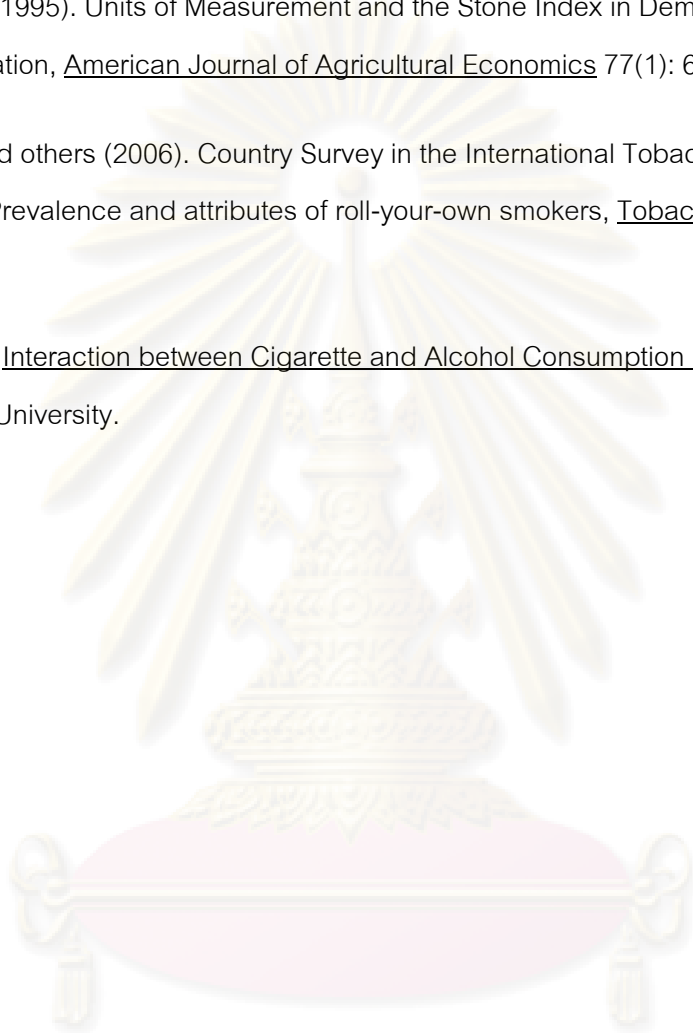 1995). Units of Measurement and the Stone Index in Dem
ation, American Journal of Agricultural Economics 77(1): 6
d others (2006). Country Survey in the International Tobac
Prevalence and attributes of roll-your-own smokers, Tobac
Interaction between Cigarette and Alcohol Consumption
University.